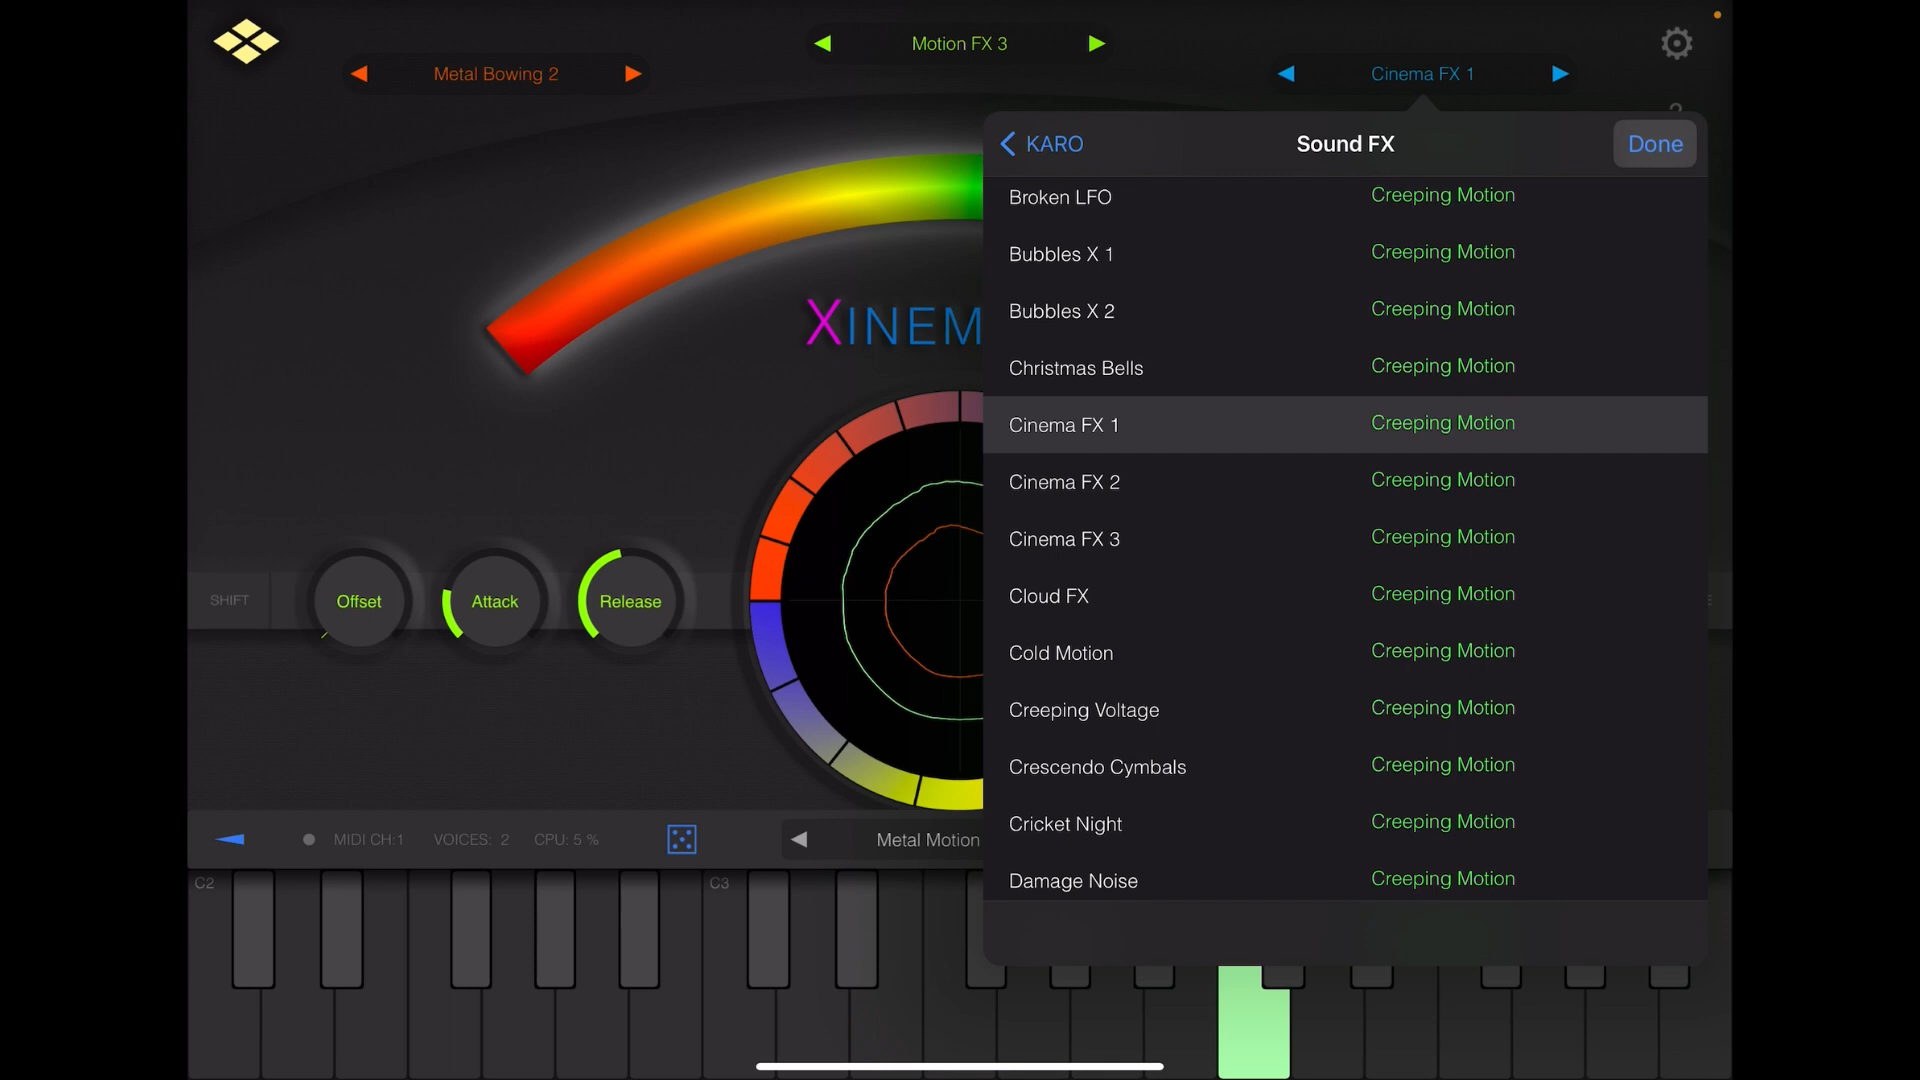 Motion FX 3
Metal Bowing 2
Cinema FX 1
KARO
Sound FX
Done
Broken LFO Creeping Motion
Bubbles X 1 Creeping Motion
Bubbles X 2 Creeping Motion
Christmas Bells Creeping Motion
Cinema FX 1 Creeping Motion
Cinema FX 2 Creeping Motion
Cinema FX 3 Creeping Motion
Cloud FX Creeping Motion
Cold Motion Creeping Motion
Creeping Voltage Creeping Motion
Crescendo Cymbals Creeping Motion
Cricket Night Creeping Motion
Damage Noise Creeping Motion
XINEM
SHIFT
Offset
Attack
Release
MIDI CH:1 VOICES: 2 CPU: 5 %
Metal Motion
C2
C3